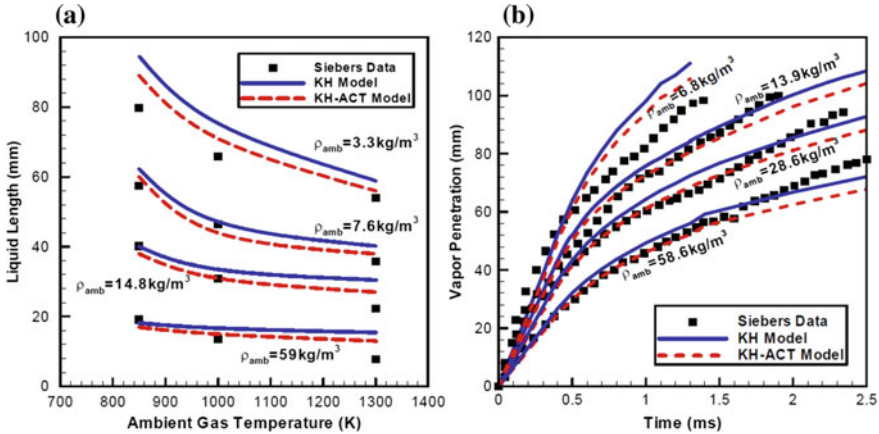 (a)
100
80
60
40
20
0
Liquid Length (mm)
700 800 900 1000 1100 1200 1300 1400
Ambient Gas Temperature (K)
Siebers Data
KH Model
KH-ACT Model
ρamb=3.3kg/m³
ρamb=7.6kg/m³
ρamb=14.8kg/m³
ρamb=59kg/m³
(b)
120
100
80
60
40
20
0
Vapor Penetration (mm)
0 0.5 1 1.5 2 2.5
Time (ms)
ρamb=6.8kg/m³
ρamb=13.9kg/m³
ρamb=28.6kg/m³
ρamb=58.6kg/m³
Siebers Data
KH Model
KH-ACT Model